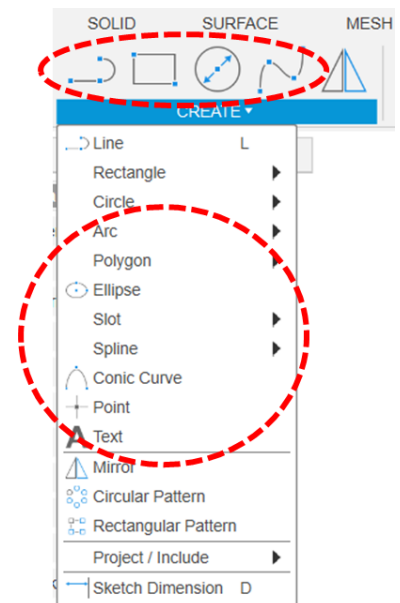 SOLID SURFACE MESH
CREATE ▾
Line L
Rectangle
Circle
Arc
Polygon
Ellipse
Slot
Spline
Conic Curve
Point
Text
Mirror
Circular Pattern
Rectangular Pattern
Project / Include
Sketch Dimension D